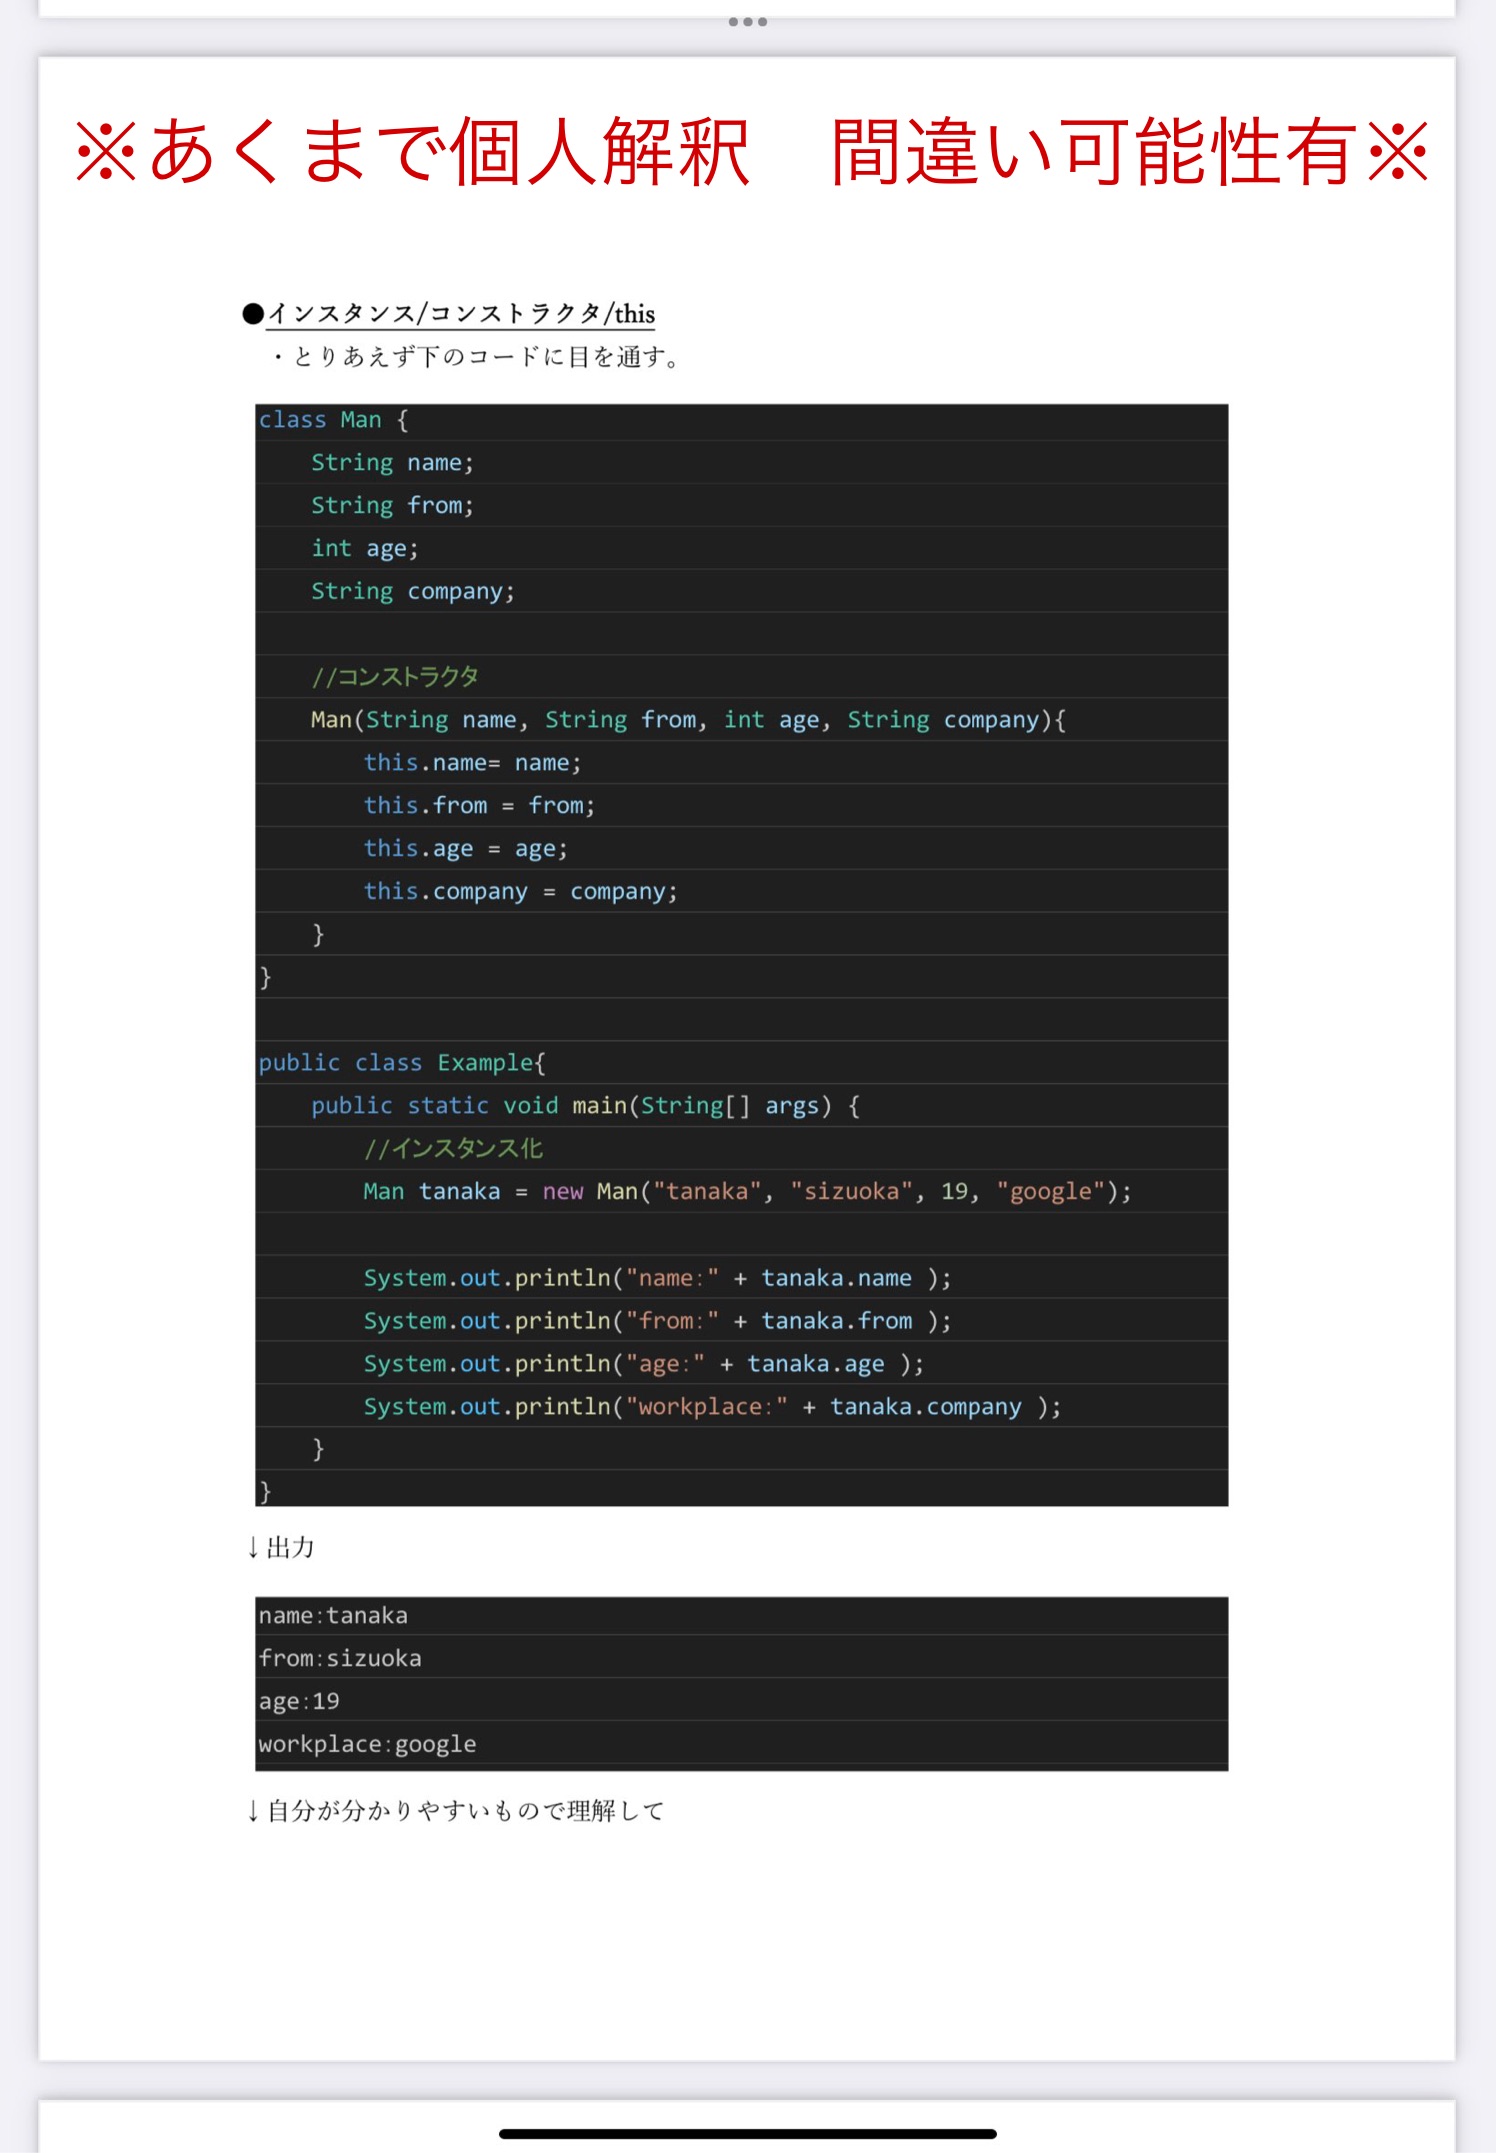 ※あくまで個人解釈　間違い可能性有※
●インスタンス/コンストラクタ/this
・とりあえず下のコードに目を通す。
class Man {
    String name;
    String from;
    int age;
    String company;
    //コンストラクタ
    Man(String name, String from, int age, String company){
        this.name= name;
        this.from = from;
        this.age = age;
        this.company = company;
    }
}
public class Example{
    public static void main(String[] args) {
        //インスタンス化
        Man tanaka = new Man("tanaka", "sizuoka", 19, "google");
        System.out.println("name:" + tanaka.name );
        System.out.println("from:" + tanaka.from );
        System.out.println("age:" + tanaka.age );
        System.out.println("workplace:" + tanaka.company );
    }
}
↓出力
name:tanaka
from:sizuoka
age:19
workplace:google
↓自分が分かりやすいもので理解して